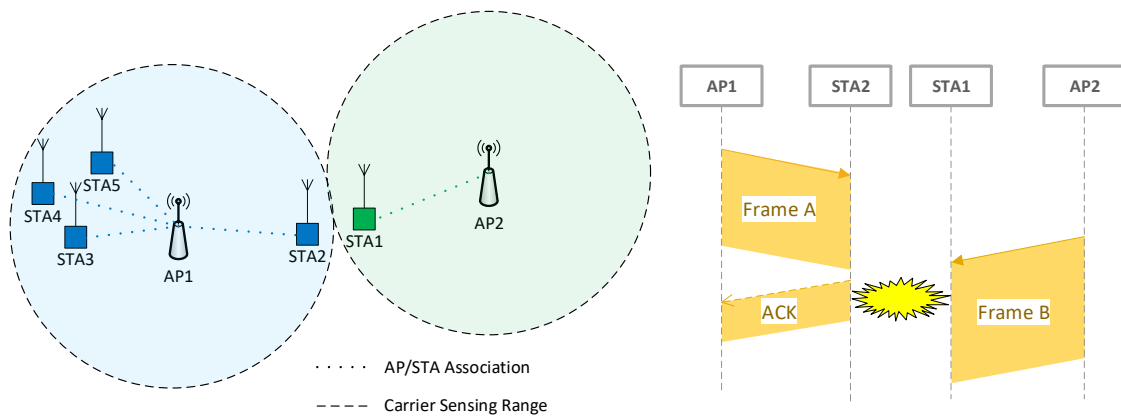 STA5
STA4
STA3
AP1
STA2
STA1
AP2
AP/STA Association
Carrier Sensing Range
AP1
STA2
STA1
AP2
Frame A
ACK
Frame B